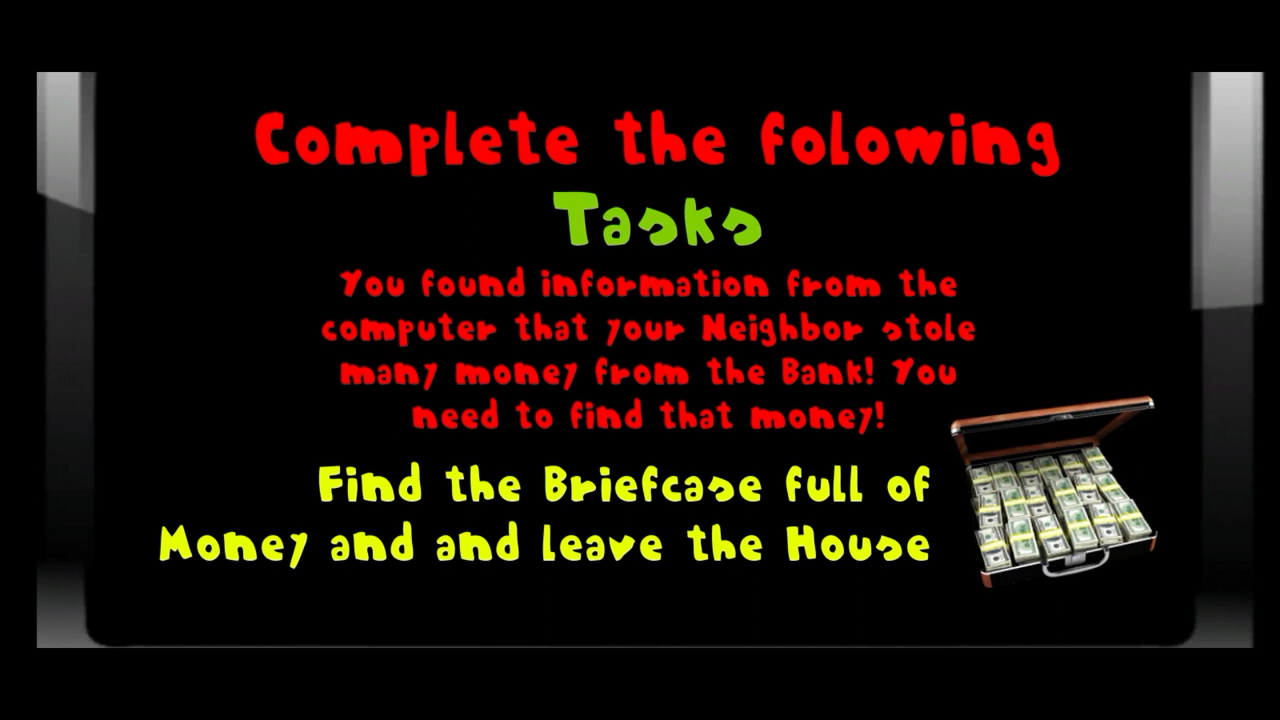 Complete the folowing
Tasks
You found information from the
computer that your Neighbor stole
many money from the Bank! You
need to find that money!
Find the Briefcase full of
Money and and leave the House